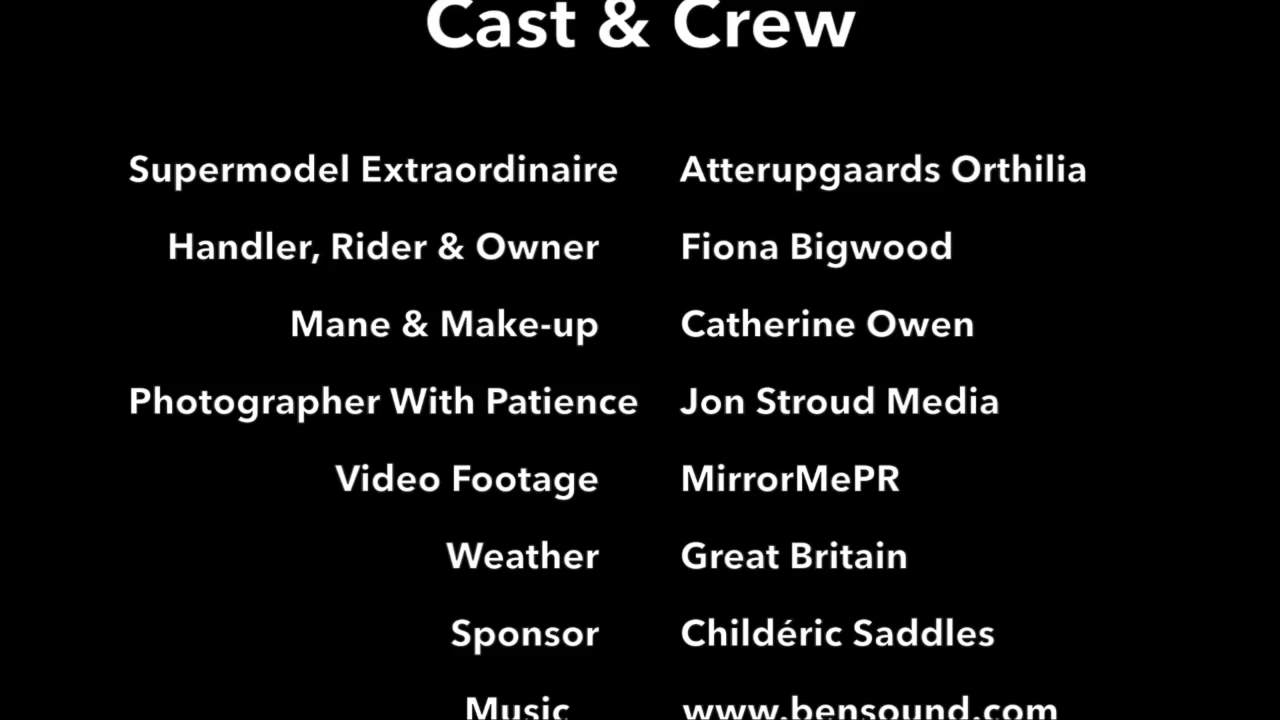 Cast & Crew
Supermodel Extraordinaire Atterupgaards Orthilia
Handler, Rider & Owner Fiona Bigwood
Mane & Make-up Catherine Owen
Photographer With Patience Jon Stroud Media
Video Footage MirrorMePR
Weather Great Britain
Sponsor Childéric Saddles
Music www.bensound.com